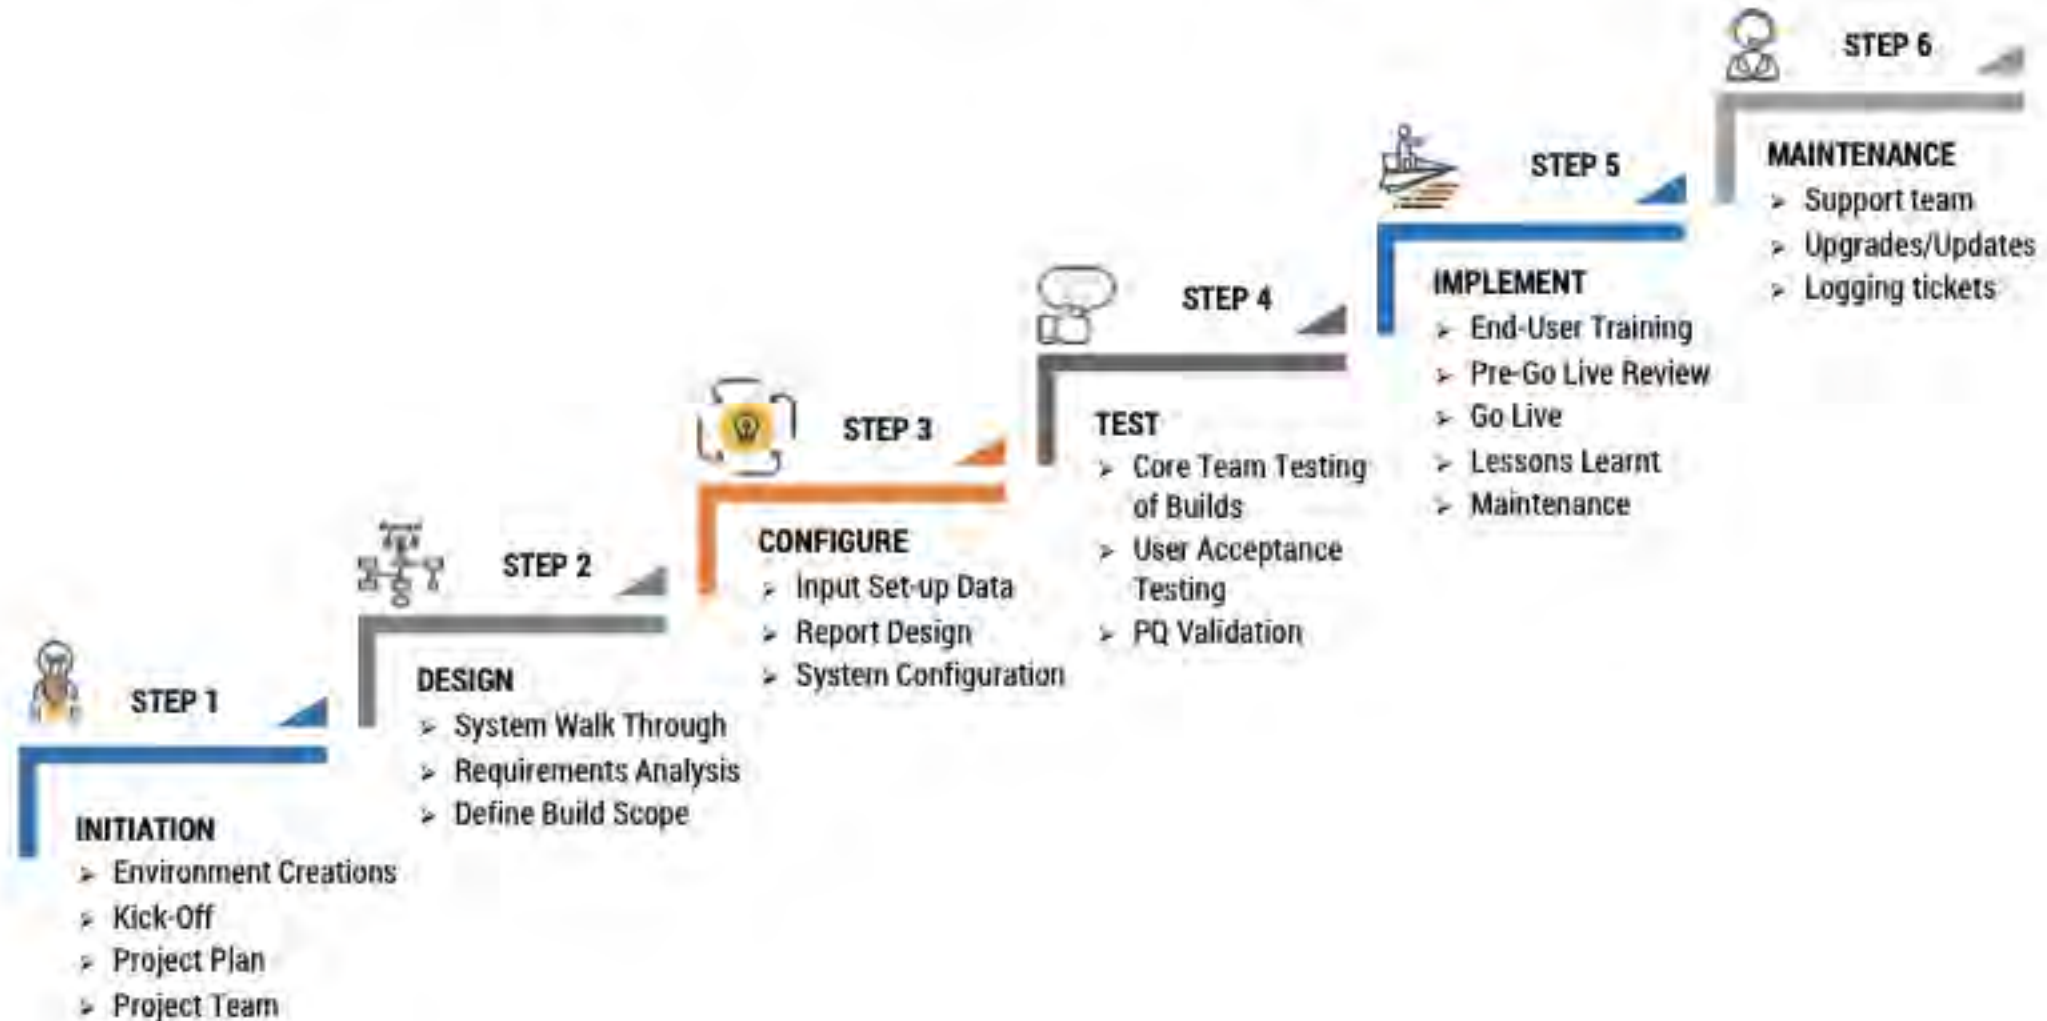 STEP 1
INITIATION
Environment Creations
Kick-Off
Project Plan
Project Team
STEP 2
DESIGN
System Walk Through
Requirements Analysis
Define Build Scope
STEP 3
CONFIGURE
Input Set-up Data
Report Design
System Configuration
STEP 4
TEST
Core Team Testing
of Builds
User Acceptance
Testing
PQ Validation
STEP 5
IMPLEMENT
End-User Training
Pre-Go Live Review
Go Live
Lessons Learnt
Maintenance
STEP 6
MAINTENANCE
Support team
Upgrades/Updates
Logging tickets